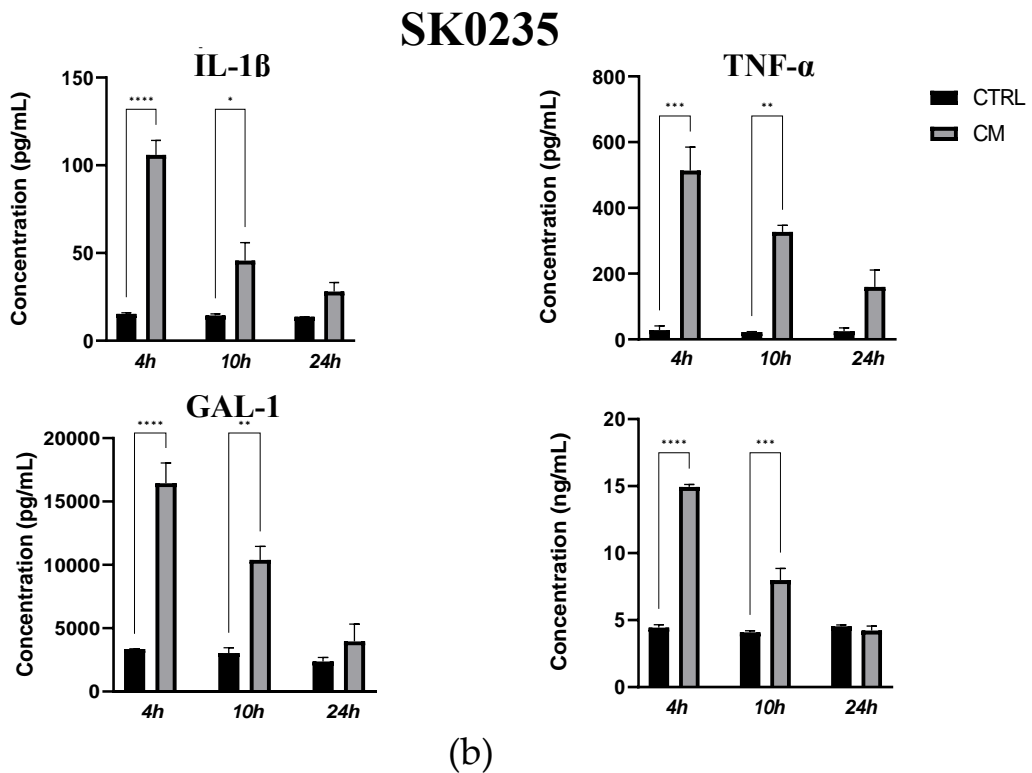 SK0235
IL-1β
Concentration (pg/mL)
150
100
50
0
****
*
4h
10h
24h
TNF-α
Concentration (pg/mL)
800
600
400
200
0
***
**
4h
10h
24h
CTRL
CM
GAL-1
Concentration (pg/mL)
20000
15000
10000
5000
0
****
**
4h
10h
24h
Concentration (ng/mL)
20
15
10
5
0
****
***
4h
10h
24h
(b)